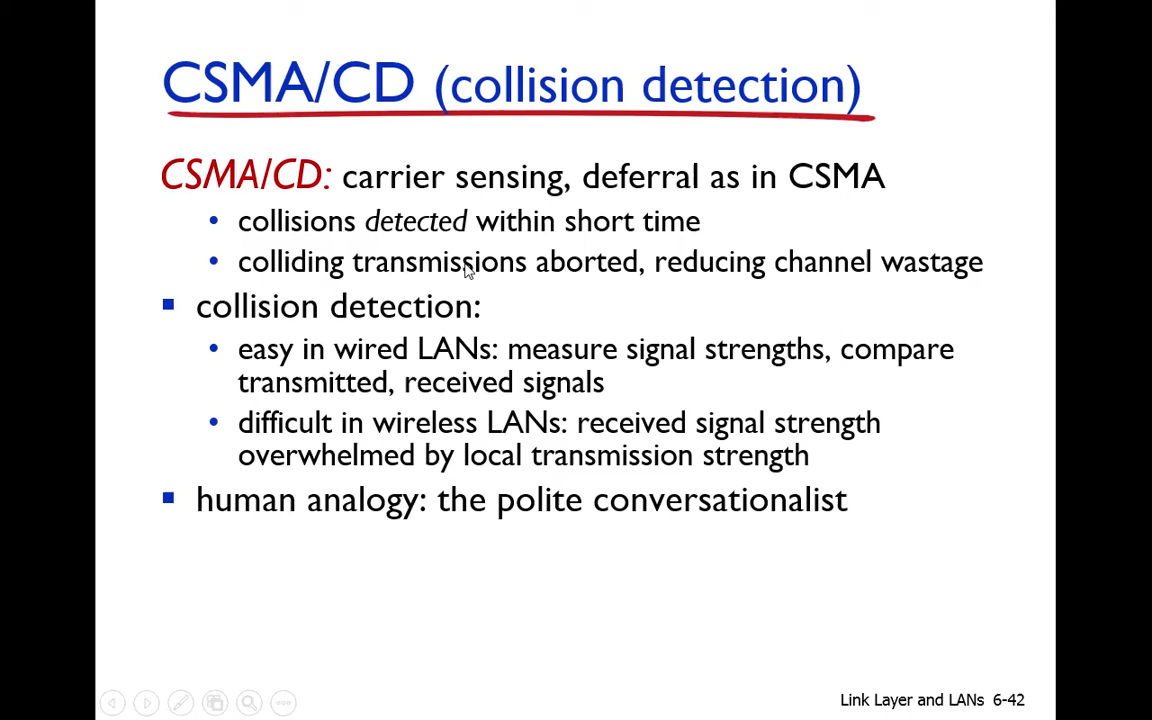 CSMA/CD (collision detection)
CSMA/CD: carrier sensing, deferral as in CSMA
• collisions detected within short time
• colliding transmissions aborted, reducing channel wastage
▪ collision detection:
• easy in wired LANs: measure signal strengths, compare
transmitted, received signals
• difficult in wireless LANs: received signal strength
overwhelmed by local transmission strength
▪ human analogy: the polite conversationalist
Link Layer and LANs 6-42